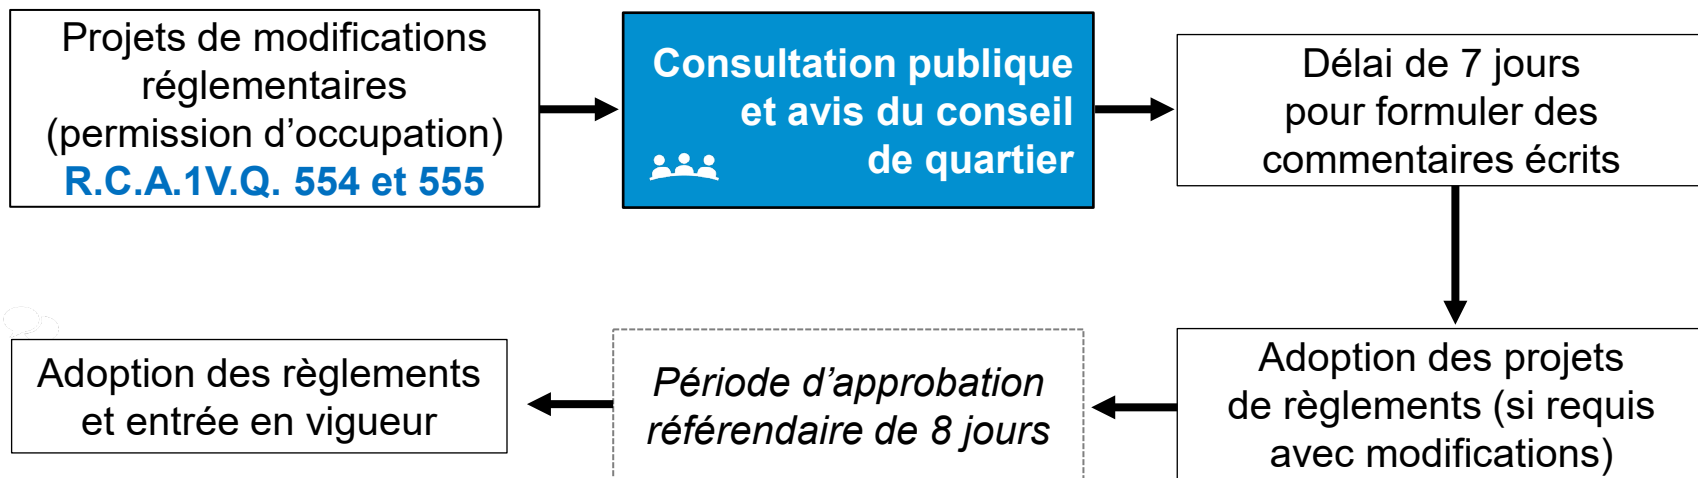 Projets de modifications
réglementaires
(permission d’occupation)
R.C.A.1V.Q. 554 et 555
Consultation publique
et avis du conseil
de quartier
Délai de 7 jours
pour formuler des
commentaires écrits
Adoption des projets
de règlements (si requis
avec modifications)
Période d’approbation
référendaire de 8 jours
Adoption des règlements
et entrée en vigueur